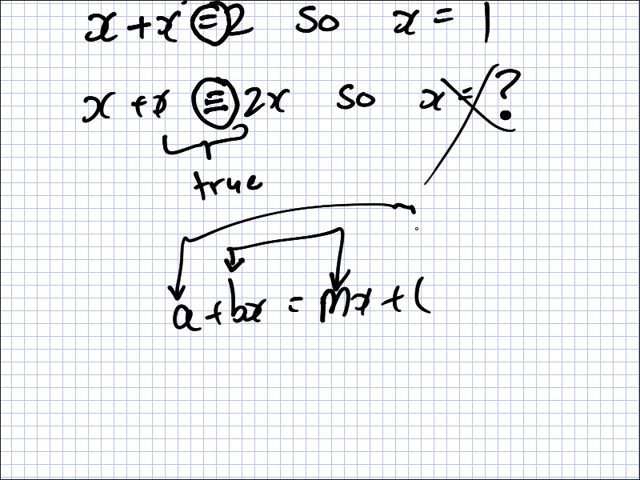 x + x ≡ 2 so x = 1
x + x ≡ 2x so x = ?
true
a + bx = mx + c